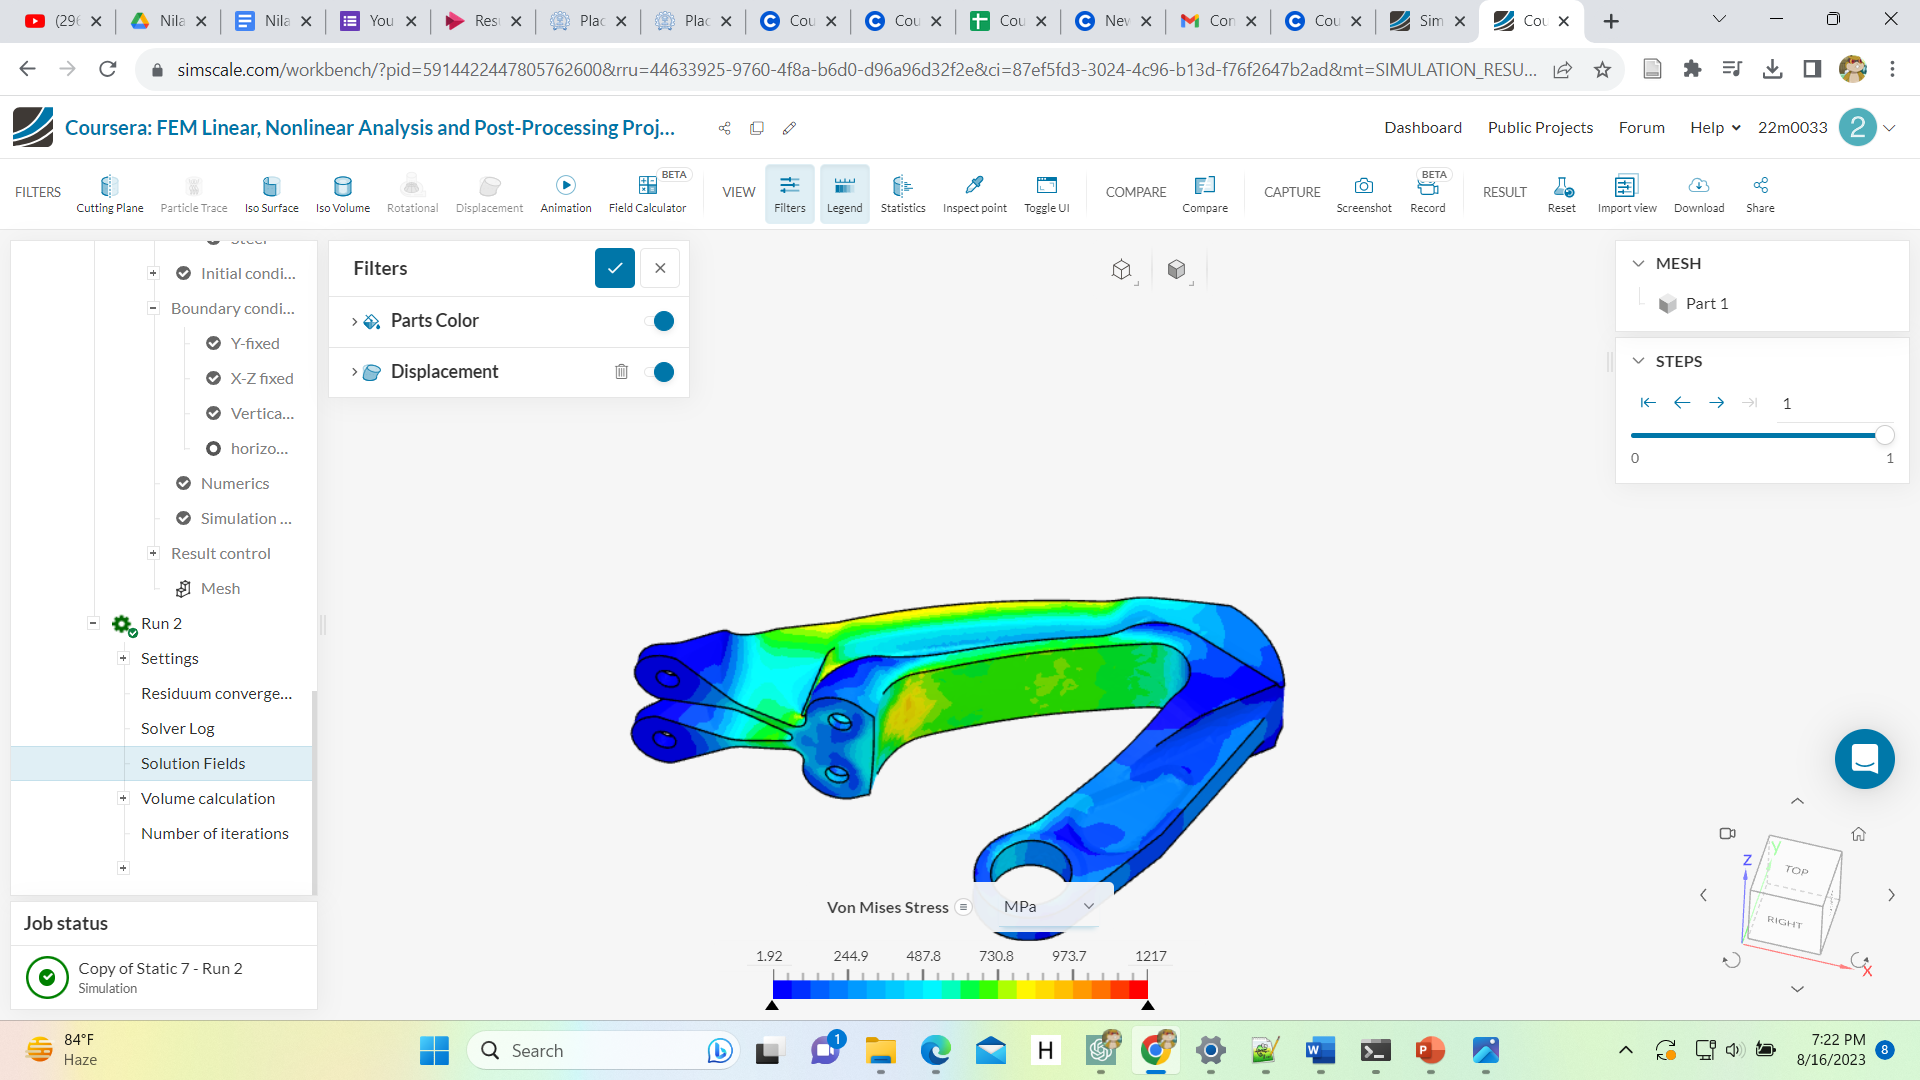 (296
Nila
Nila
You
Resu
Plac
Plac
Cou
Cou
Cou
New
Con
Cou
Sim
Cou
simscale.com/workbench/?pid=5914422447805762600&rru=44633925-9760-4f8a-b6d0-d96a96d32f2e&ci=87ef5fd3-3024-4c96-b13d-f76f2647b2ad&mt=SIMULATION_RESU...
Coursera: FEM Linear, Nonlinear Analysis and Post-Processing Proj...
Dashboard
Public Projects
Forum
Help
22m0033
2
FILTERS
Cutting Plane
Particle Trace
Iso Surface
Iso Volume
Rotational
Displacement
Animation
BETA
Field Calculator
VIEW
Filters
Legend
Statistics
Inspect point
Toggle UI
COMPARE
Compare
CAPTURE
Screenshot
BETA
Record
RESULT
Reset
Import view
Download
Share
Steel
Initial condi...
Boundary condi...
Y-fixed
X-Z fixed
Vertica...
horizo...
Numerics
Simulation ...
Result control
Mesh
Run 2
Settings
Residuum converge...
Solver Log
Solution Fields
Volume calculation
Number of iterations
Job status
Copy of Static 7 - Run 2
Simulation
Filters
Parts Color
Displacement
MESH
Part 1
STEPS
1
0 1
Von Mises Stress
MPa
1.92 244.9 487.8 730.8 973.7 1217
Z
Y
TOP
RIGHT
X
84°F
Haze
Search
1
H
W
P
7:22 PM
8/16/2023
8